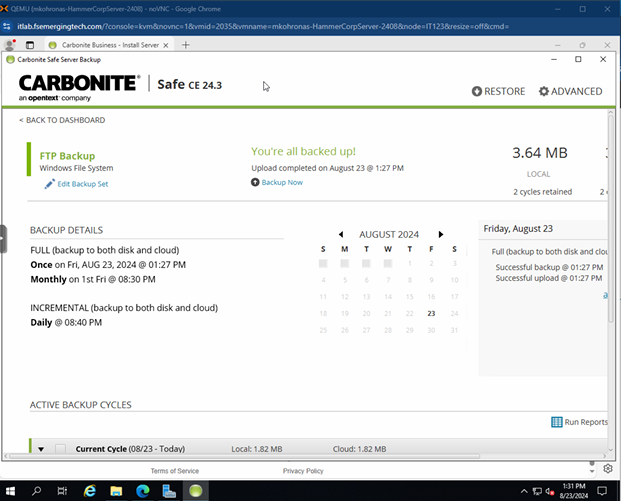 QEMU (mkohronas-HammerCorpServer-2408) - noVNC - Google Chrome
itlab.fsemergingtech.com/?console=kvm&novnc=1&vmid=2035&vmname=mkohronas-HammerCorpServer-2408&node=IT123&resize=off&cmd=
Carbonite Business - Install Server
Carbonite Safe Server Backup
CARBONITE
an opentext company
Safe CE 24.3
RESTORE
ADVANCED
< BACK TO DASHBOARD
FTP Backup
Windows File System
Edit Backup Set
You're all backed up!
Upload completed on August 23 @ 1:27 PM
Backup Now
3.64 MB
LOCAL
2 cycles retained
2
BACKUP DETAILS
FULL (backup to both disk and cloud)
Once on Fri, AUG 23, 2024 @ 01:27 PM
Monthly on 1st Fri @ 08:30 PM
INCREMENTAL (backup to both disk and cloud)
Daily @ 08:40 PM
AUGUST 2024
S M T W T F S
1 2 3
4 5 6 7 8 9 10
11 12 13 14 15 16 17
18 19 20 21 22 23 24
25 26 27 28 29 30 31
Friday, August 23
Full (backup to both disk and clou
Successful backup @ 01:27 PM
Successful upload @ 01:27 PM
ACTIVE BACKUP CYCLES
Run Reports
Current Cycle (08/23 - Today)
Local: 1.82 MB
Cloud: 1.82 MB
Terms of Service
Privacy Policy
1:31 PM
8/23/2024